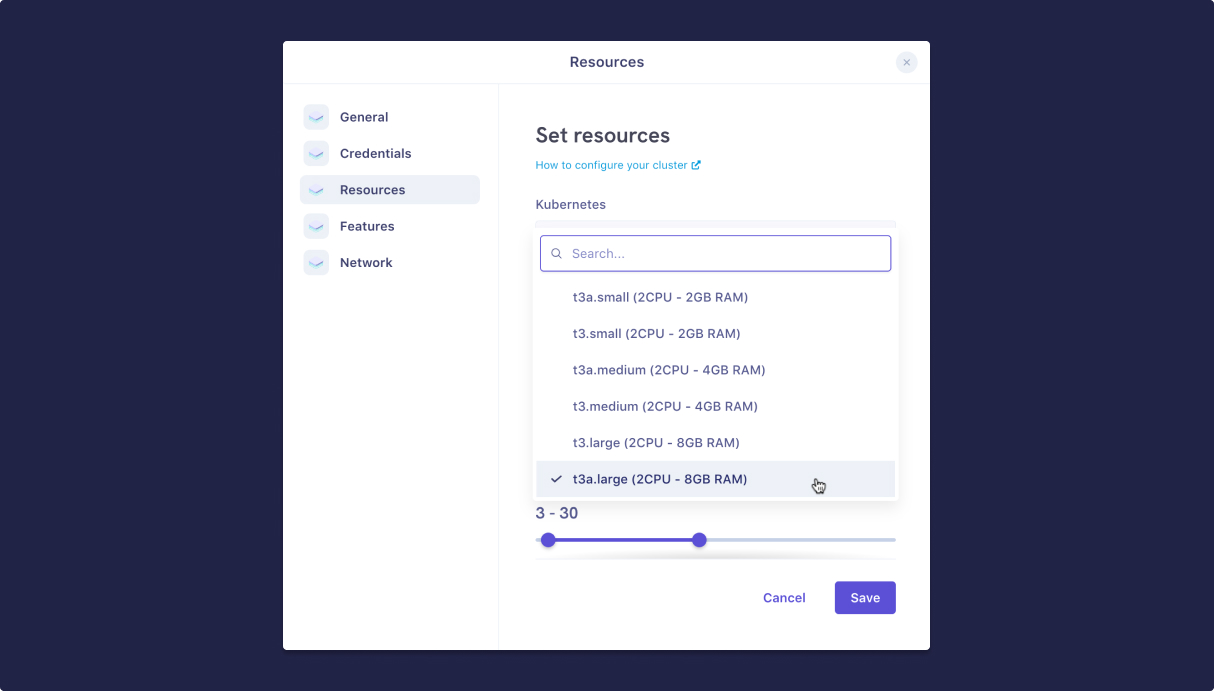 Resources
General
Credentials
Resources
Features
Network
Set resources
How to configure your cluster
Kubernetes
Search...
t3a.small (2CPU - 2GB RAM)
t3.small (2CPU - 2GB RAM)
t3a.medium (2CPU - 4GB RAM)
t3.medium (2CPU - 4GB RAM)
t3.large (2CPU - 8GB RAM)
t3a.large (2CPU - 8GB RAM)
3 - 30
Cancel
Save